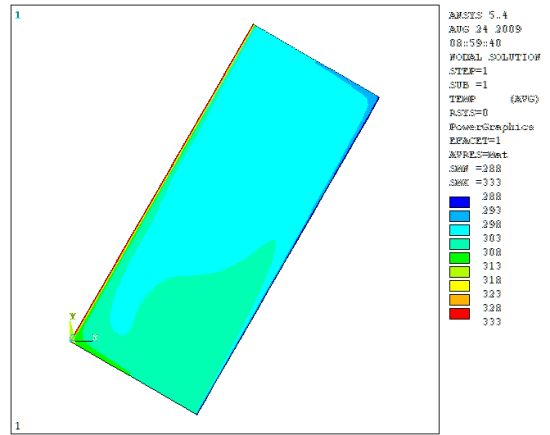 1
ANSYS 5.4
AUG 24 2009
08:59:40
NODAL SOLUTION
STEP=1
SUB =1
TEMP (AVG)
RSYS=0
PowerGraphics
EFACET=1
AVRES=Mat
SMN =288
SMX =333
288
293
298
303
308
313
318
323
328
333
Y
X
1